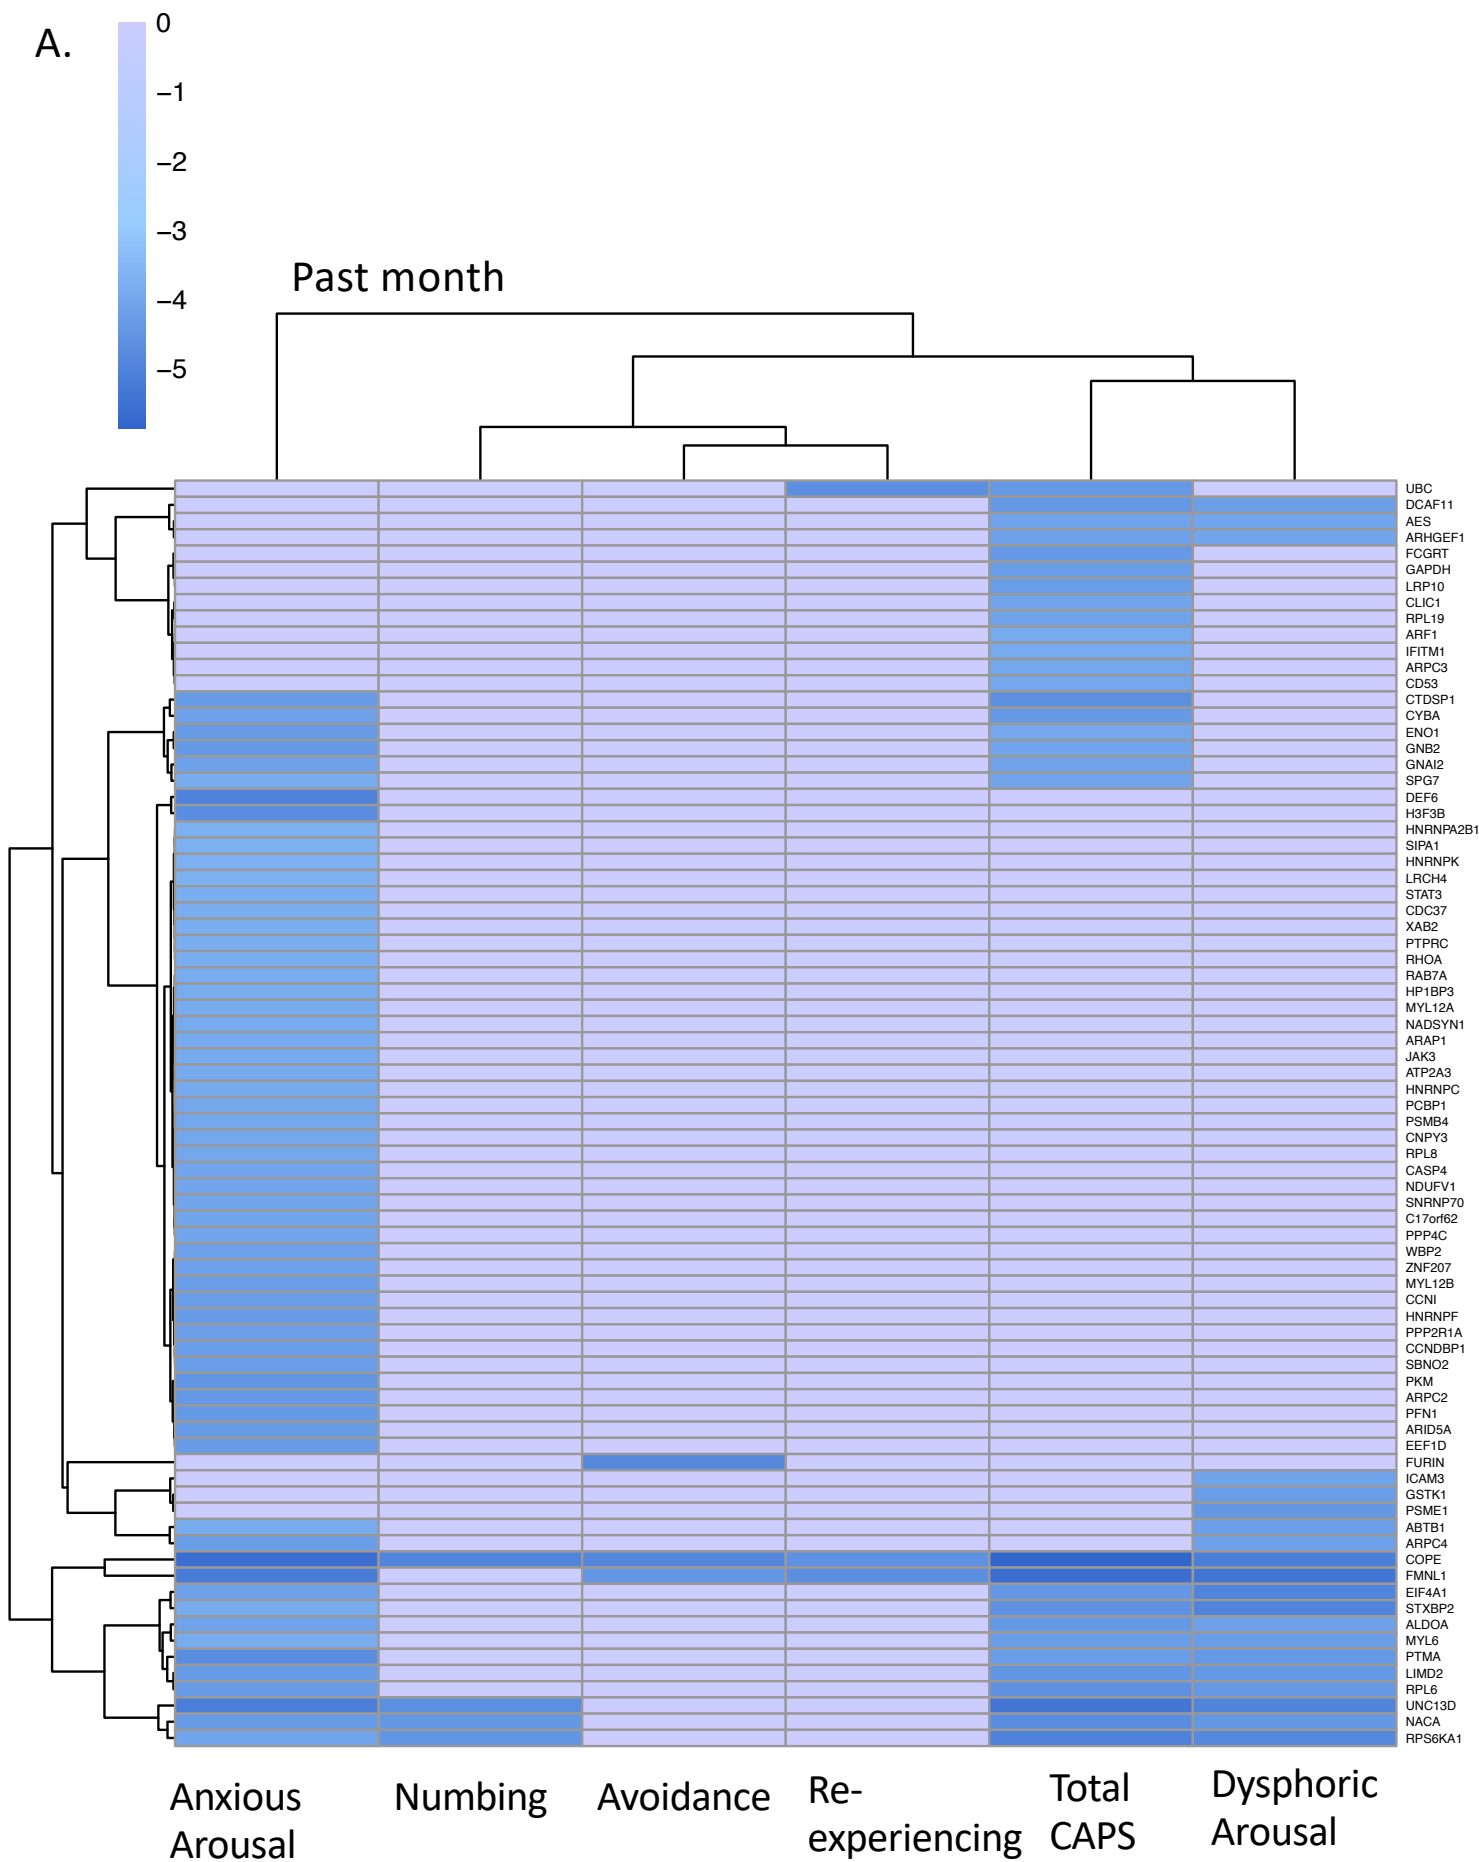 A.
0
−1
−2
−3
−4
−5
Past month
UBC
DCAF11
AES
ARHGEF1
FCGRT
GAPDH
LRP10
CLIC1
RPL19
ARF1
IFITM1
ARPC3
CD53
CTDSP1
CYBA
ENO1
GNB2
GNAI2
SPG7
DEF6
H3F3B
HNRNPA2B1
SIPA1
HNRNPK
LRCH4
STAT3
CDC37
XAB2
PTPRC
RHOA
RAB7A
HP1BP3
MYL12A
NADSYN1
ARAP1
JAK3
ATP2A3
HNRNPC
PCBP1
PSMB4
CNPY3
RPL8
CASP4
NDUFV1
SNRNP70
C17orf62
PPP4C
WBP2
ZNF207
MYL12B
CCNI
HNRNPF
PPP2R1A
CCNDBP1
SBNO2
PKM
ARPC2
PFN1
ARID5A
EEF1D
FURIN
ICAM3
GSTK1
PSME1
ABTB1
ARPC4
COPE
FMNL1
EIF4A1
STXBP2
ALDOA
MYL6
PTMA
LIMD2
RPL6
UNC13D
NACA
RPS6KA1
Anxious
Arousal
Numbing
Avoidance
Re-
experiencing
Total
CAPS
Dysphoric
Arousal